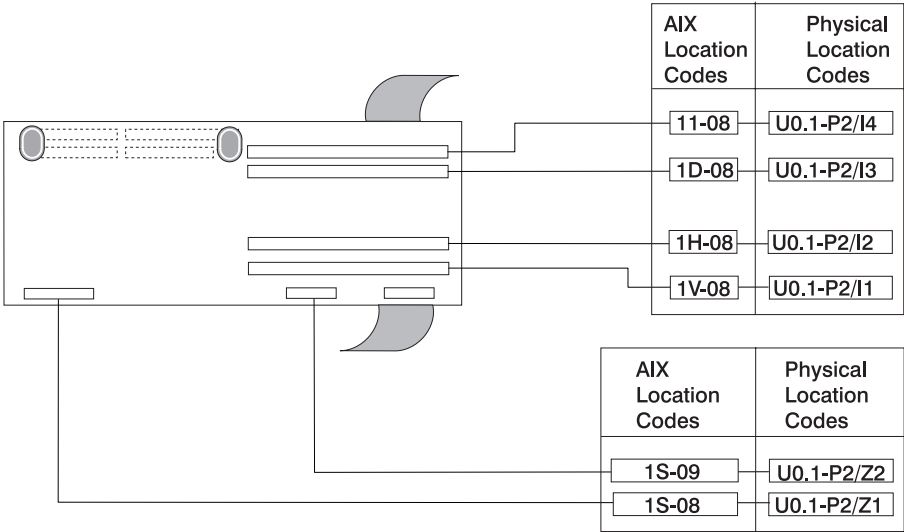 AIX Location Codes
Physical Location Codes
11-08 U0.1-P2/I4
1D-08 U0.1-P2/I3
1H-08 U0.1-P2/I2
1V-08 U0.1-P2/I1
AIX Location Codes
Physical Location Codes
1S-09 U0.1-P2/Z2
1S-08 U0.1-P2/Z1